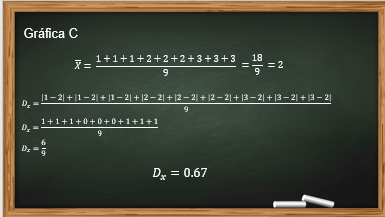 Gráfica C
X̅ = (1 + 1 + 1 + 2 + 2 + 2 + 3 + 3 + 3)/9 = 18/9 = 2
Dₓ = (|1 − 2| + |1 − 2| + |1 − 2| + |2 − 2| + |2 − 2| + |2 − 2| + |3 − 2| + |3 − 2| + |3 − 2|)/9
Dₓ = (1 + 1 + 1 + 0 + 0 + 0 + 1 + 1 + 1)/9
Dₓ = 6/9
Dₓ = 0.67